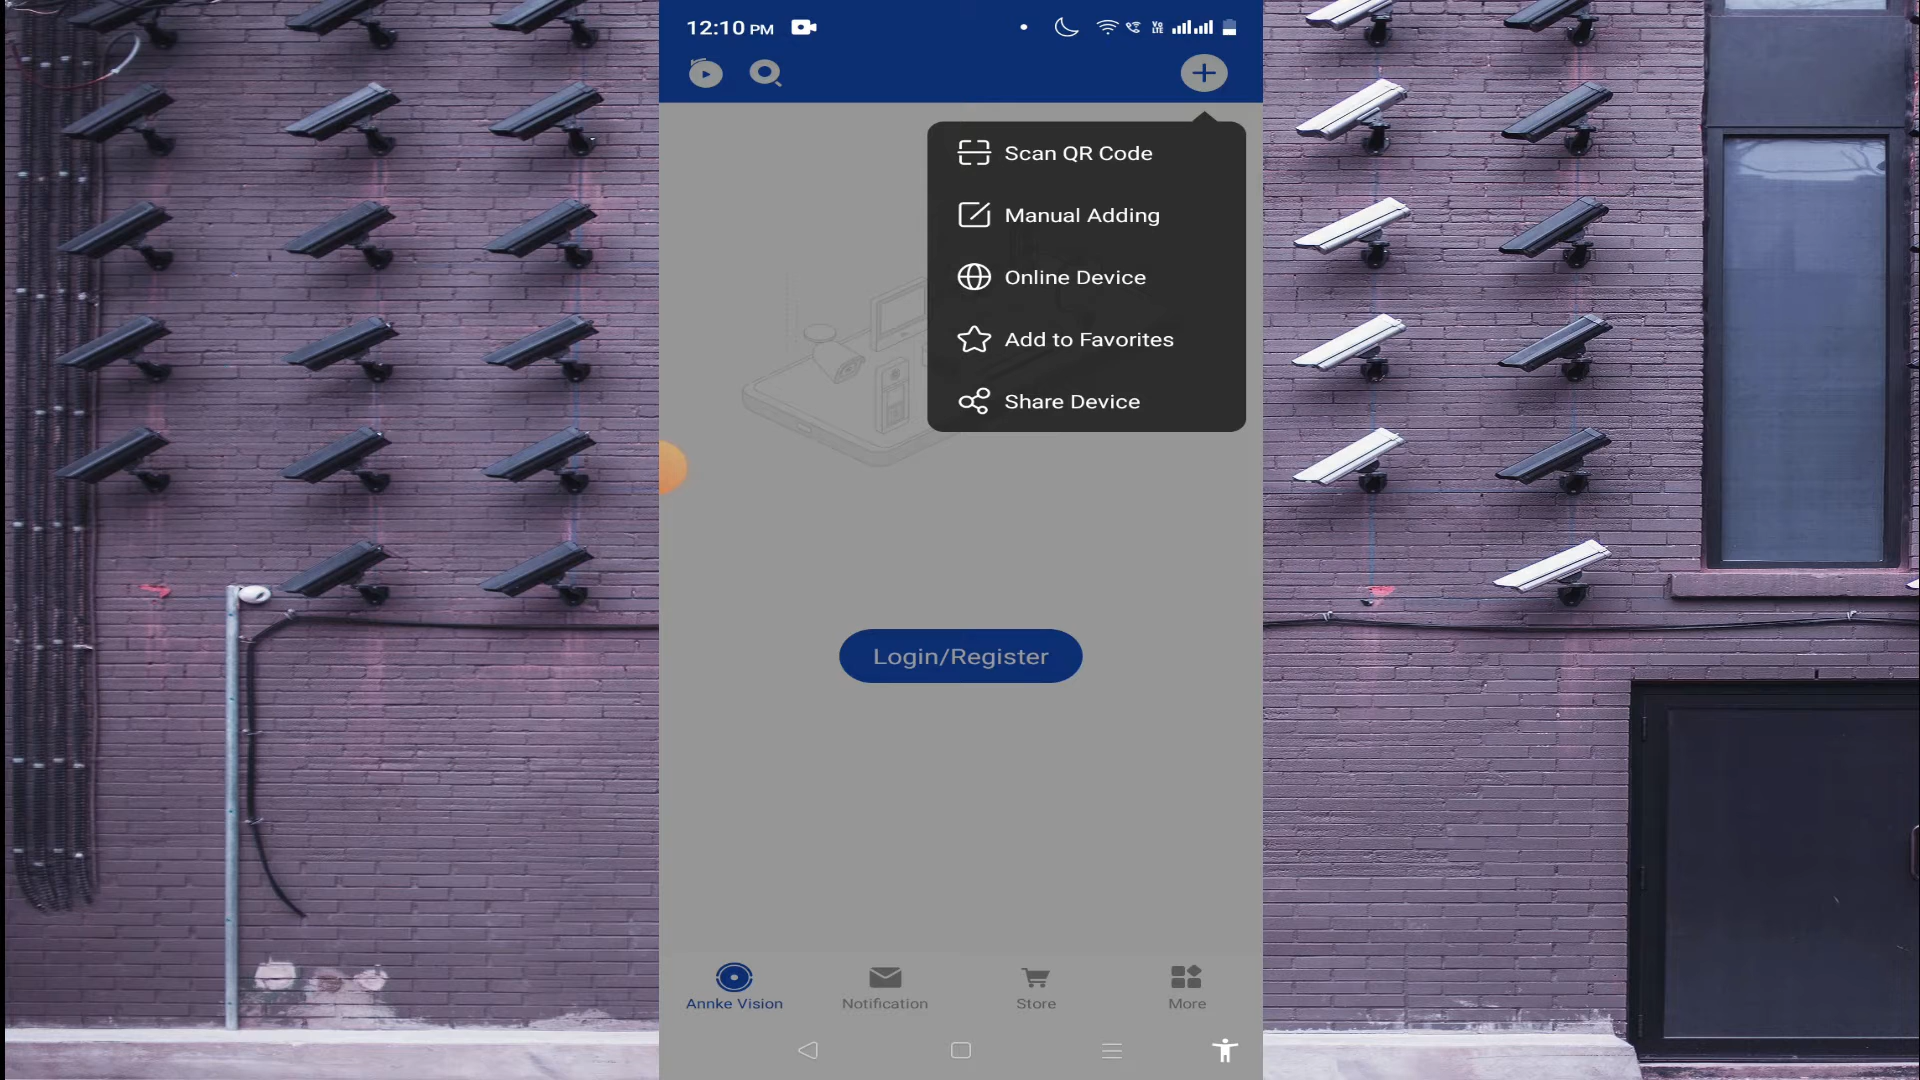 12:10 PM
Scan QR Code
Manual Adding
Online Device
Add to Favorites
Share Device
Login/Register
Annke Vision
Notification
Store
More